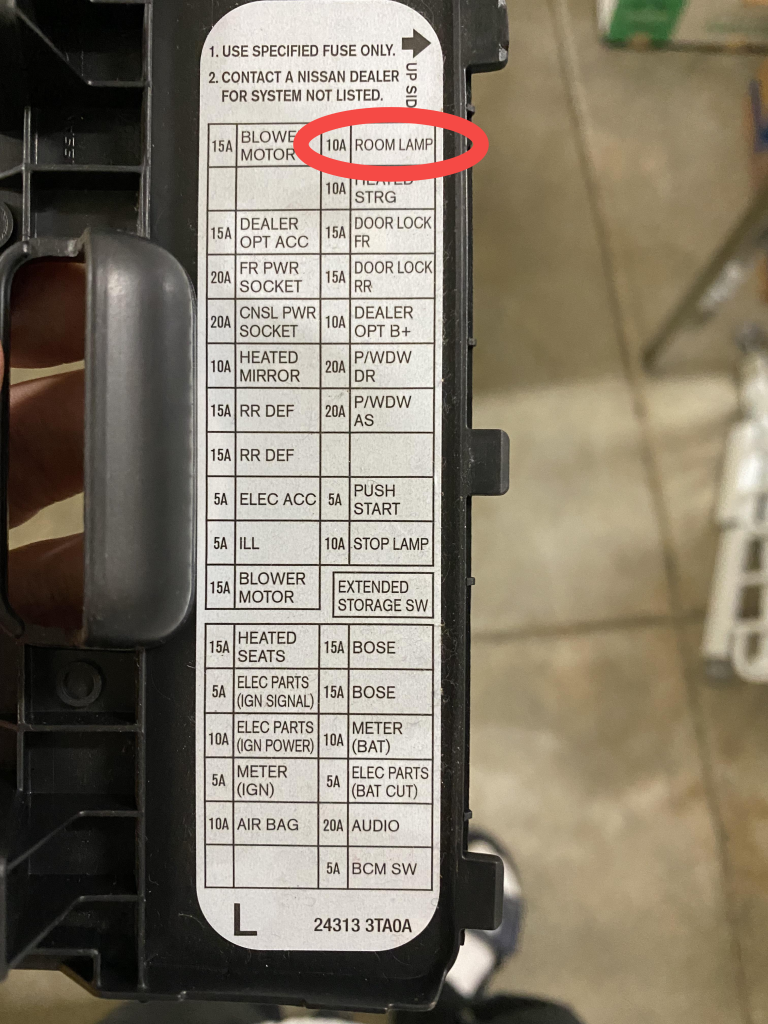 1. USE SPECIFIED FUSE ONLY.
2. CONTACT A NISSAN DEALER
FOR SYSTEM NOT LISTED.
UP SID
15A BLOWER MOTOR 10A ROOM LAMP
10A HEATED STRG
15A DEALER OPT ACC 15A DOOR LOCK FR
20A FR PWR SOCKET 15A DOOR LOCK RR
20A CNSL PWR SOCKET 10A DEALER OPT B+
10A HEATED MIRROR 20A P/WDW DR
15A RR DEF 20A P/WDW AS
15A RR DEF
5A ELEC ACC 5A PUSH START
5A ILL 10A STOP LAMP
15A BLOWER MOTOR EXTENDED STORAGE SW
15A HEATED SEATS 15A BOSE
5A ELEC PARTS (IGN SIGNAL) 15A BOSE
10A ELEC PARTS (IGN POWER) 10A METER (BAT)
5A METER (IGN) 5A ELEC PARTS (BAT CUT)
10A AIR BAG 20A AUDIO
5A BCM SW
L 24313 3TA0A